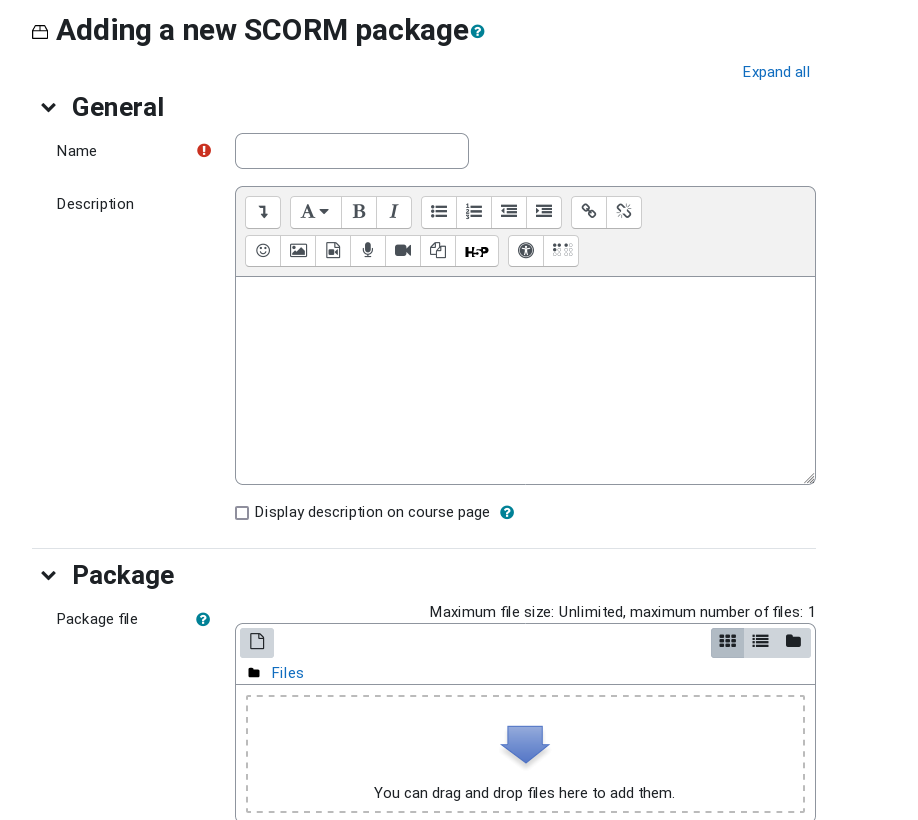 Adding a new SCORM package
Expand all
General
Name
Description
A B I
H5P
Display description on course page
Package
Package file
Maximum file size: Unlimited, maximum number of files: 1
Files
You can drag and drop files here to add them.